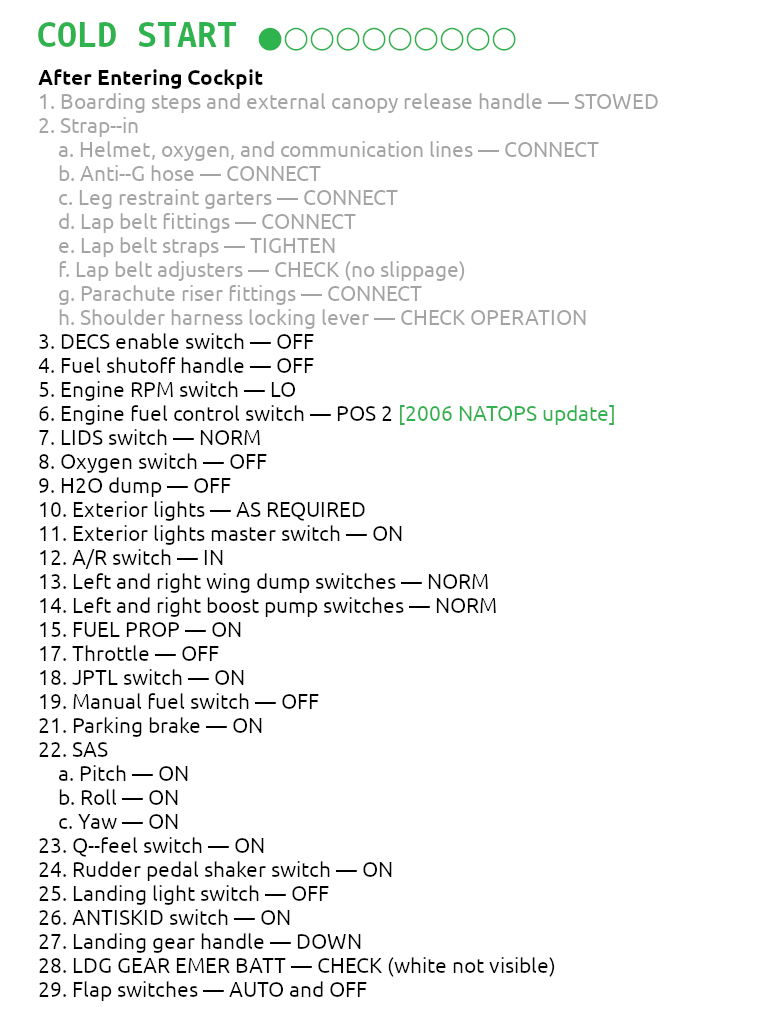 COLD START ●○○○○○○○○○
After Entering Cockpit
1. Boarding steps and external canopy release handle — STOWED
2. Strap--in
a. Helmet, oxygen, and communication lines — CONNECT
b. Anti--G hose — CONNECT
c. Leg restraint garters — CONNECT
d. Lap belt fittings — CONNECT
e. Lap belt straps — TIGHTEN
f. Lap belt adjusters — CHECK (no slippage)
g. Parachute riser fittings — CONNECT
h. Shoulder harness locking lever — CHECK OPERATION
3. DECS enable switch — OFF
4. Fuel shutoff handle — OFF
5. Engine RPM switch — LO
6. Engine fuel control switch — POS 2 [2006 NATOPS update]
7. LIDS switch — NORM
8. Oxygen switch — OFF
9. H2O dump — OFF
10. Exterior lights — AS REQUIRED
11. Exterior lights master switch — ON
12. A/R switch — IN
13. Left and right wing dump switches — NORM
14. Left and right boost pump switches — NORM
15. FUEL PROP — ON
17. Throttle — OFF
18. JPTL switch — ON
19. Manual fuel switch — OFF
21. Parking brake — ON
22. SAS
a. Pitch — ON
b. Roll — ON
c. Yaw — ON
23. Q--feel switch — ON
24. Rudder pedal shaker switch — ON
25. Landing light switch — OFF
26. ANTISKID switch — ON
27. Landing gear handle — DOWN
28. LDG GEAR EMER BATT — CHECK (white not visible)
29. Flap switches — AUTO and OFF